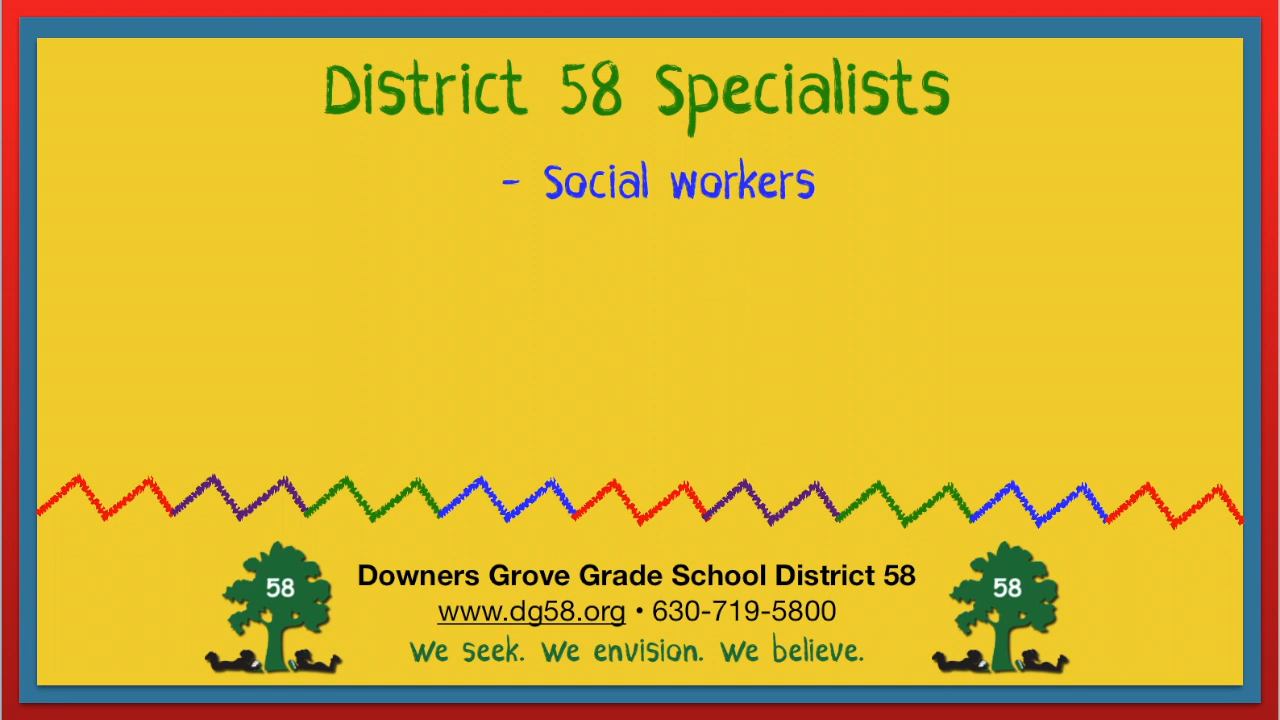 District 58 Specialists
- Social workers
58
58
Downers Grove Grade School District 58
www.dg58.org • 630-719-5800
We seek. We envision. We believe.